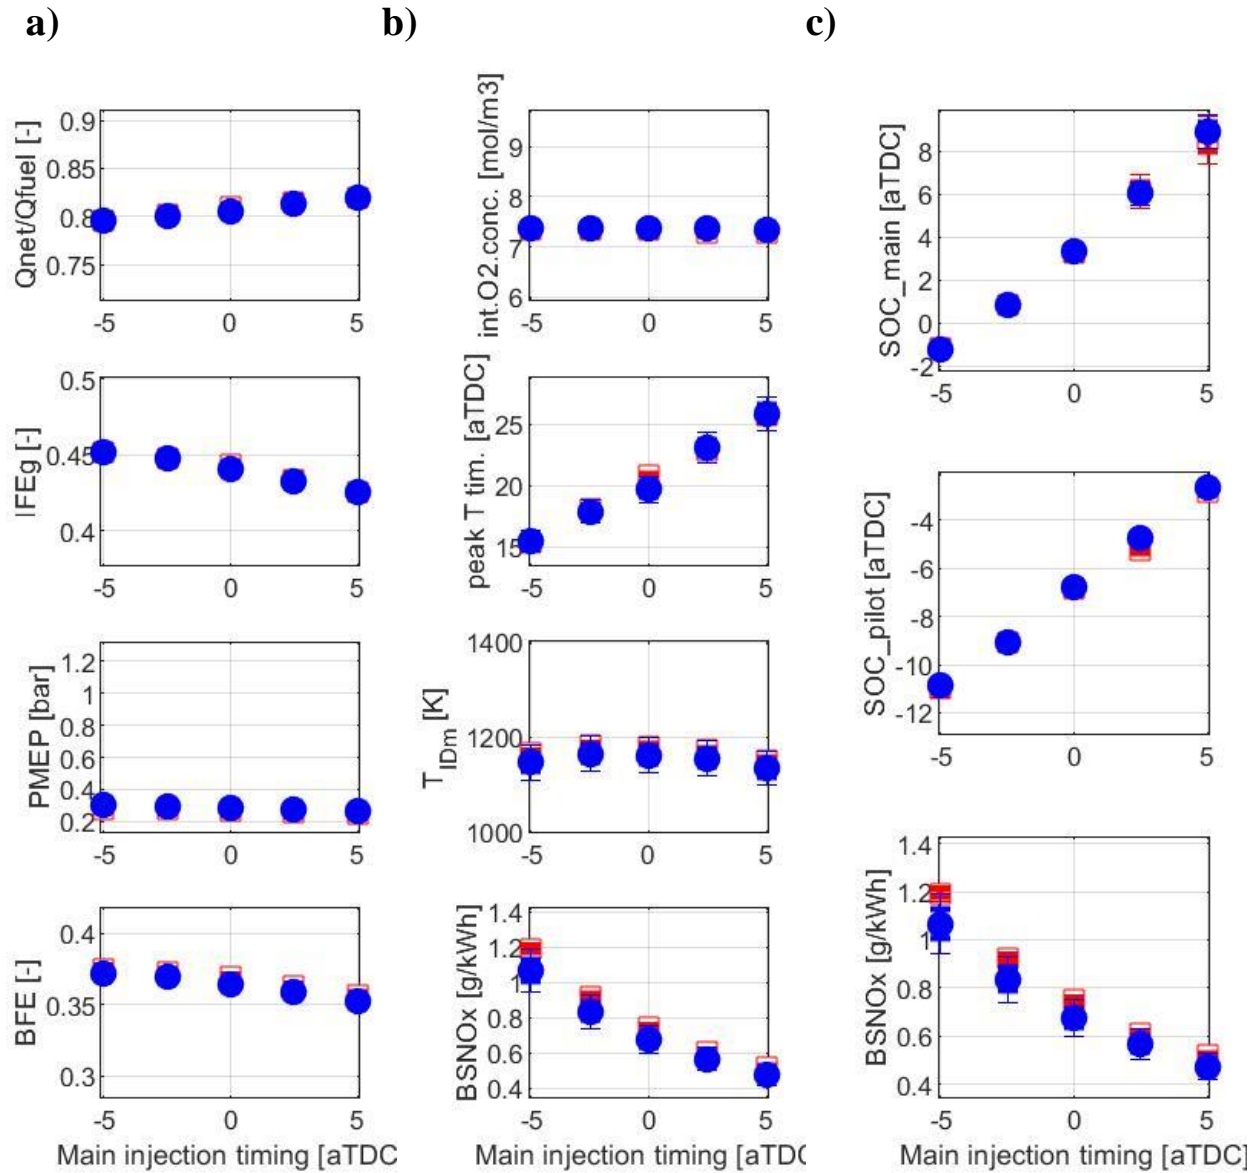 a)
b)
c)
Qnet/Qfuel [-]
0.9
0.85
0.8
0.75
-5 0 5
IFEg [-]
0.5
0.45
0.4
-5 0 5
PMEP [bar]
1.2
1
0.8
0.6
0.4
0.2
-5 0 5
BFE [-]
0.4
0.35
0.3
-5 0 5
Main injection timing [aTDC
int.O2.conc. [mol/m3]
9
8
7
6
-5 0 5
peak T tim. [aTDC]
25
20
15
-5 0 5
T_IDm [K]
1400
1200
1000
-5 0 5
BSNOx [g/kWh]
1.4
1.2
1
0.8
0.6
0.4
-5 0 5
Main injection timing [aTDC
SOC_main [aTDC]
8
6
4
2
0
-2
-5 0 5
SOC_pilot [aTDC]
-4
-6
-8
-10
-12
-5 0 5
BSNOx [g/kWh]
1.4
1.2
1
0.8
0.6
0.4
-5 0 5
Main injection timing [aTDC]